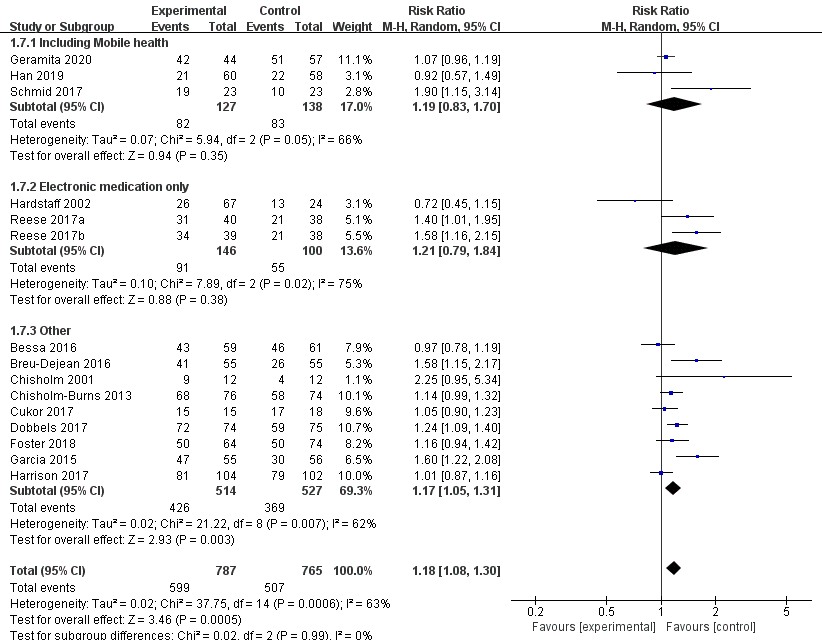 Experimental Control Risk Ratio Risk Ratio
Study or Subgroup Events Total Events Total Weight M-H, Random, 95% CI M-H, Random, 95% CI
1.7.1 Including Mobile health
Geramita 2020 42 44 51 57 11.1% 1.07 [0.96, 1.19]
Han 2019 21 60 22 58 3.1% 0.92 [0.57, 1.49]
Schmid 2017 19 23 10 23 2.8% 1.90 [1.15, 3.14]
Subtotal (95% CI) 127 138 17.0% 1.19 [0.83, 1.70]
Total events 82 83
Heterogeneity: Tau² = 0.07; Chi² = 5.94, df = 2 (P = 0.05); I² = 66%
Test for overall effect: Z = 0.94 (P = 0.35)
1.7.2 Electronic medication only
Hardstaff 2002 26 67 13 24 3.1% 0.72 [0.45, 1.15]
Reese 2017a 31 40 21 38 5.1% 1.40 [1.01, 1.95]
Reese 2017b 34 39 21 38 5.5% 1.58 [1.16, 2.15]
Subtotal (95% CI) 146 100 13.6% 1.21 [0.79, 1.84]
Total events 91 55
Heterogeneity: Tau² = 0.10; Chi² = 7.89, df = 2 (P = 0.02); I² = 75%
Test for overall effect: Z = 0.88 (P = 0.38)
1.7.3 Other
Bessa 2016 43 59 46 61 7.9% 0.97 [0.78, 1.19]
Breu-Dejean 2016 41 55 26 55 5.3% 1.58 [1.15, 2.17]
Chisholm 2001 9 12 4 12 1.1% 2.25 [0.95, 5.34]
Chisholm-Burns 2013 68 76 58 74 10.1% 1.14 [0.99, 1.32]
Cukor 2017 15 15 17 18 9.6% 1.05 [0.90, 1.23]
Dobbels 2017 72 74 59 75 10.5% 1.24 [1.09, 1.40]
Foster 2018 50 64 50 74 8.2% 1.16 [0.94, 1.42]
Garcia 2015 47 55 30 56 6.5% 1.60 [1.22, 2.08]
Harrison 2017 81 104 79 102 10.0% 1.01 [0.87, 1.16]
Subtotal (95% CI) 514 527 69.3% 1.17 [1.05, 1.31]
Total events 426 369
Heterogeneity: Tau² = 0.02; Chi² = 21.22, df = 8 (P = 0.007); I² = 62%
Test for overall effect: Z = 2.93 (P = 0.003)
Total (95% CI) 787 765 100.0% 1.18 [1.08, 1.30]
Total events 599 507
Heterogeneity: Tau² = 0.02; Chi² = 37.75, df = 14 (P = 0.0006); I² = 63%
Test for overall effect: Z = 3.46 (P = 0.0005)
Test for subgroup differences: Chi² = 0.02, df = 2 (P = 0.99), I² = 0%
0.2 0.5 1 2 5
Favours [experimental] Favours [control]